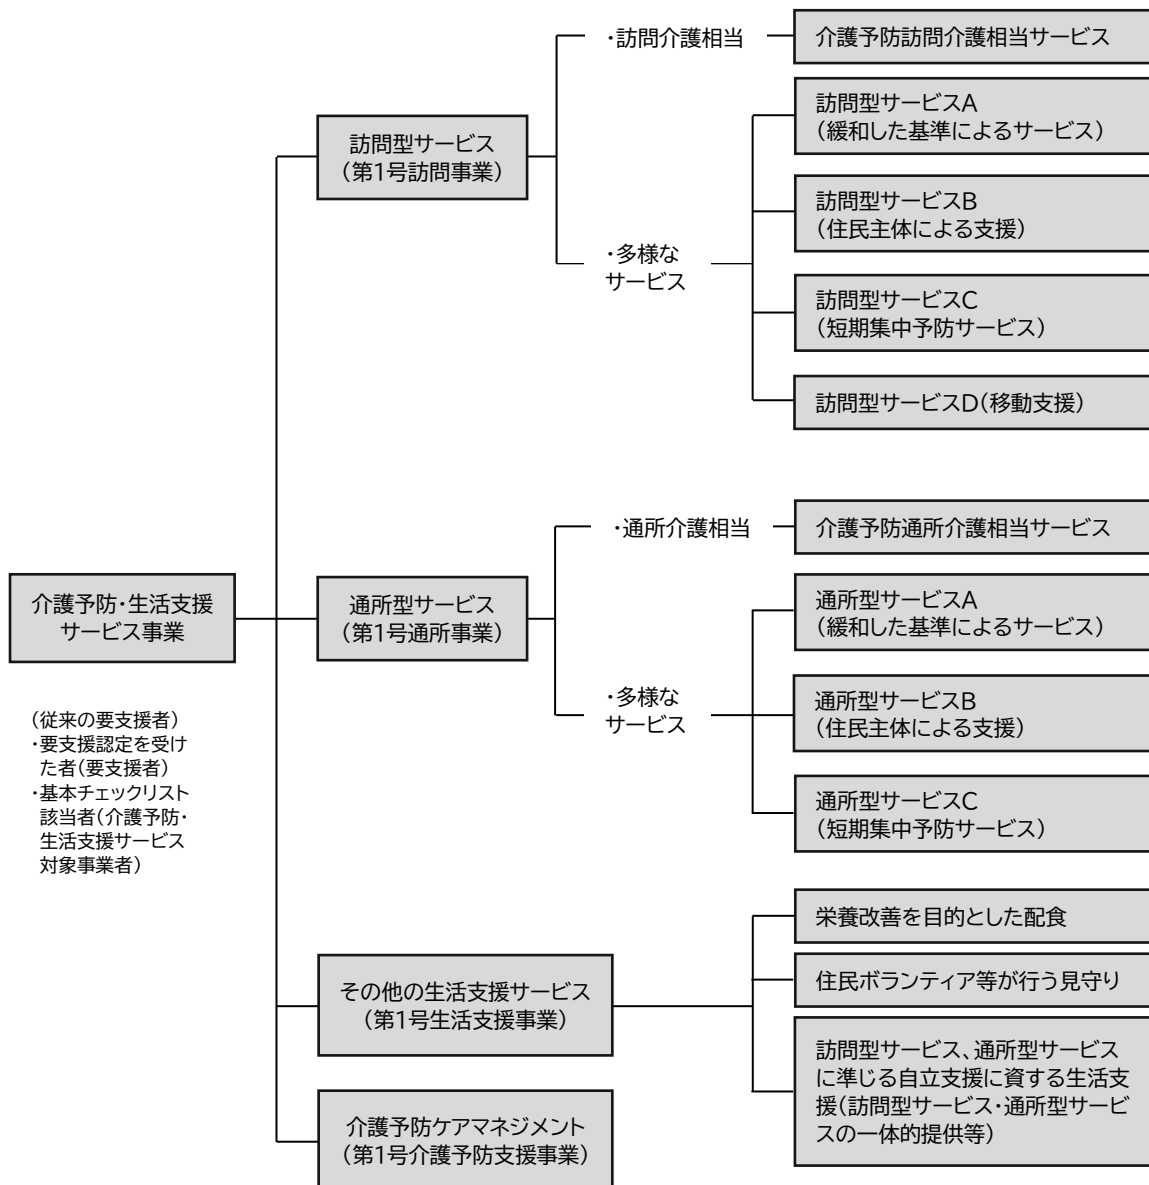 ・訪問介護相当
介護予防訪問介護相当サービス
訪問型サービス
(第1号訪問事業)
訪問型サービスA
(緩和した基準によるサービス)
訪問型サービスB
(住民主体による支援)
・多様な
サービス
訪問型サービスC
(短期集中予防サービス)
訪問型サービスD(移動支援)
・通所介護相当
介護予防通所介護相当サービス
介護予防・生活支援
サービス事業
通所型サービス
(第1号通所事業)
通所型サービスA
(緩和した基準によるサービス)
・多様な
サービス
通所型サービスB
(住民主体による支援)
通所型サービスC
(短期集中予防サービス)
(従来の要支援者)
・要支援認定を受け
た者(要支援者)
・基本チェックリスト
該当者(介護予防・
生活支援サービス
対象事業者)
その他の生活支援サービス
(第1号生活支援事業)
栄養改善を目的とした配食
住民ボランティア等が行う見守り
訪問型サービス、通所型サービス
に準じる自立支援に資する生活支
援(訪問型サービス・通所型サービ
スの一体的提供等)
介護予防ケアマネジメント
(第1号介護予防支援事業)